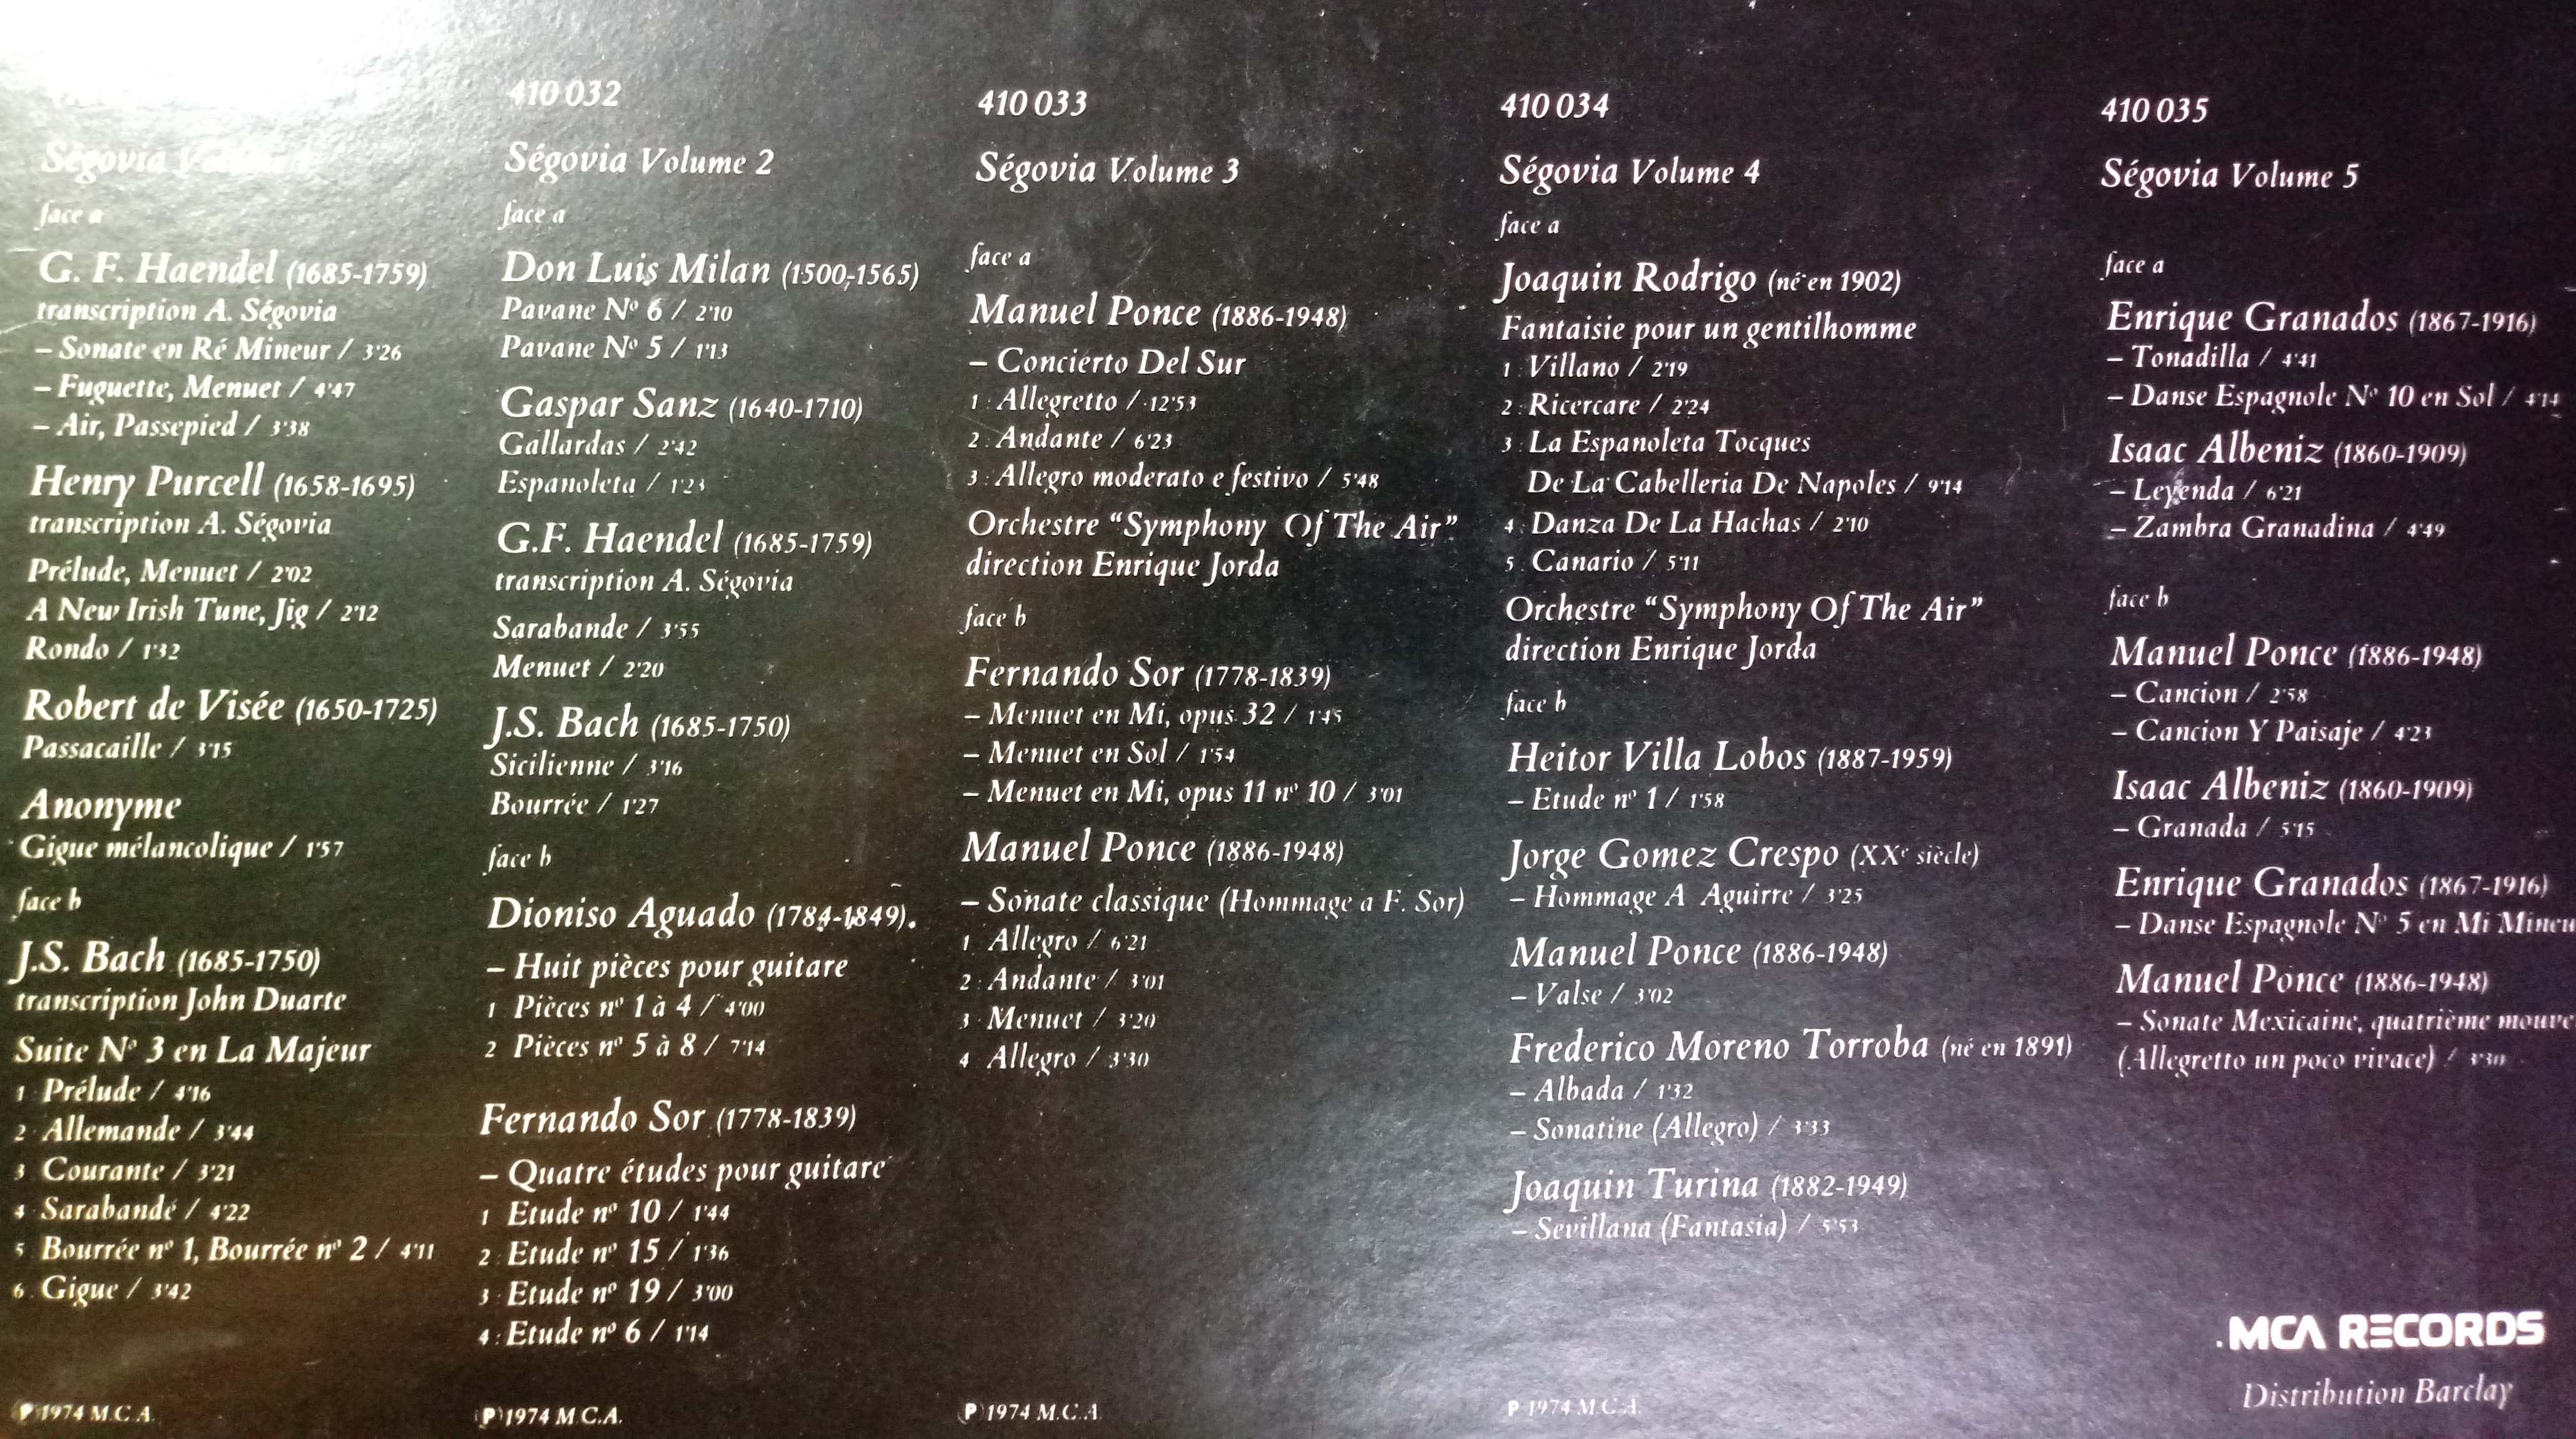 Ségovia
face a
G. F. Haendel (1685-1759)
transcription A. Ségovia
– Sonate en Ré Mineur / 3'26
– Fuguette, Menuet / 4'47
– Air, Passepied / 3'38
Henry Purcell (1658-1695)
transcription A. Ségovia
Prélude, Menuet / 2'02
A New Irish Tune, Jig / 2'12
Rondo / 1'32
Robert de Visée (1650-1725)
Passacaille / 3'15
Anonyme
Gigue mélancolique / 1'57
face b
J.S. Bach (1685-1750)
transcription John Duarte
Suite Nº 3 en La Majeur
1 Prélude / 4'16
2 Allemande / 3'44
3 Courante / 3'21
4 Sarabande / 4'22
5 Bourrée nº 1, Bourrée nº 2 / 4'11
6 Gigue / 3'42
℗ 1974 M.C.A.
410 032
Ségovia Volume 2
face a
Don Luis Milan (1500-1565)
Pavane Nº 6 / 2'10
Pavane Nº 5 / 1'13
Gaspar Sanz (1640-1710)
Gallardas / 2'42
Espanoleta / 1'23
G.F. Haendel (1685-1759)
transcription A. Ségovia
Sarabande / 3'55
Menuet / 2'20
J.S. Bach (1685-1750)
Sicilienne / 3'16
Bourrée / 1'27
face b
Dioniso Aguado (1784-1849).
– Huit pièces pour guitare
1 Pièces nº 1 à 4 / 4'00
2 Pièces nº 5 à 8 / 7'14
Fernando Sor (1778-1839)
– Quatre études pour guitare
1 Etude nº 10 / 1'44
2 Etude nº 15 / 1'36
3 Etude nº 19 / 3'00
4 Etude nº 6 / 1'14
℗ 1974 M.C.A.
410 033
Ségovia Volume 3
face a
Manuel Ponce (1886-1948)
– Concierto Del Sur
1 Allegretto / 12'53
2 Andante / 6'23
3 Allegro moderato e festivo / 5'48
Orchestre “Symphony Of The Air”
direction Enrique Jorda
face b
Fernando Sor (1778-1839)
– Menuet en Mi, opus 32 / 1'45
– Menuet en Sol / 1'54
– Menuet en Mi, opus 11 nº 10 / 3'01
Manuel Ponce (1886-1948)
– Sonate classique (Hommage a F. Sor)
1 Allegro / 6'21
2 Andante / 3'01
3 Menuet / 3'20
4 Allegro / 3'30
℗ 1974 M.C.A.
410 034
Ségovia Volume 4
face a
Joaquin Rodrigo (né en 1902)
Fantaisie pour un gentilhomme
1 Villano / 2'19
2 Ricercare / 2'24
3 La Espanoleta Tocques
De La Cabelleria De Napoles / 9'14
4 Danza De La Hachas / 2'10
5 Canario / 5'11
Orchestre “Symphony Of The Air”
direction Enrique Jorda
face b
Heitor Villa Lobos (1887-1959)
– Etude nº 1 / 1'58
Jorge Gomez Crespo (XXe siècle)
– Hommage A Aguirre / 3'25
Manuel Ponce (1886-1948)
– Valse / 3'02
Frederico Moreno Torroba (né en 1891)
– Albada / 1'32
– Sonatine (Allegro) / 3'33
Joaquin Turina (1882-1949)
– Sevillana (Fantasia) / 5'53
℗ 1974 M.C.A.
410 035
Ségovia Volume 5
face a
Enrique Granados (1867-1916)
– Tonadilla / 4'41
– Danse Espagnole Nº 10 en Sol / 4'14
Isaac Albeniz (1860-1909)
– Leyenda / 6'21
– Zambra Granadina / 4'49
face b
Manuel Ponce (1886-1948)
– Cancion / 2'58
– Cancion Y Paisaje / 4'23
Isaac Albeniz (1860-1909)
– Granada / 5'15
Enrique Granados (1867-1916)
– Danse Espagnole Nº 5 en Mi Mineu
Manuel Ponce (1886-1948)
– Sonate Mexicaine, quatrième mouve
(Allegretto un poco vivace) / 3'30
MCA RECORDS
Distribution Barclay